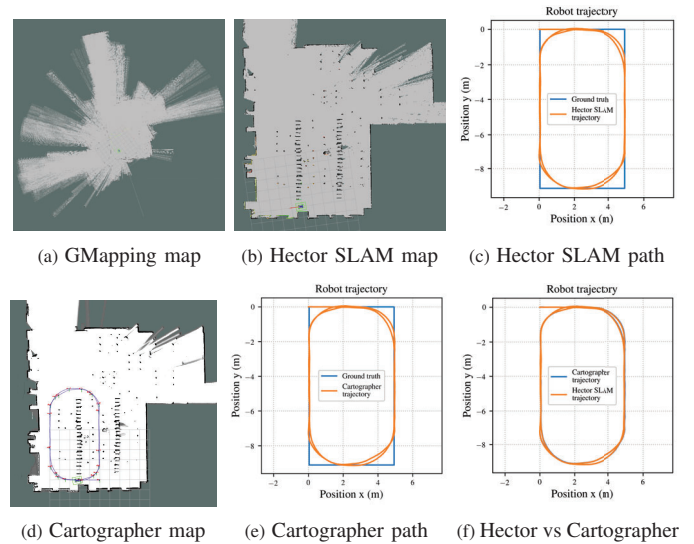 Robot trajectory
0
−2
−4
−6
−8
Position y (m)
Ground truth
Hector SLAM
trajectory
−2 0 2 4 6
Position x (m)
(a) GMapping map
(b) Hector SLAM map
(c) Hector SLAM path
Robot trajectory
0
−2
−4
−6
−8
Position y (m)
Ground truth
Cartographer
trajectory
−2 0 2 4 6
Position x (m)
Robot trajectory
0
−2
−4
−6
−8
Position y (m)
Cartographer
trajectory
Hector SLAM
trajectory
−2 0 2 4 6
Position x (m)
(d) Cartographer map
(e) Cartographer path
(f) Hector vs Cartographer